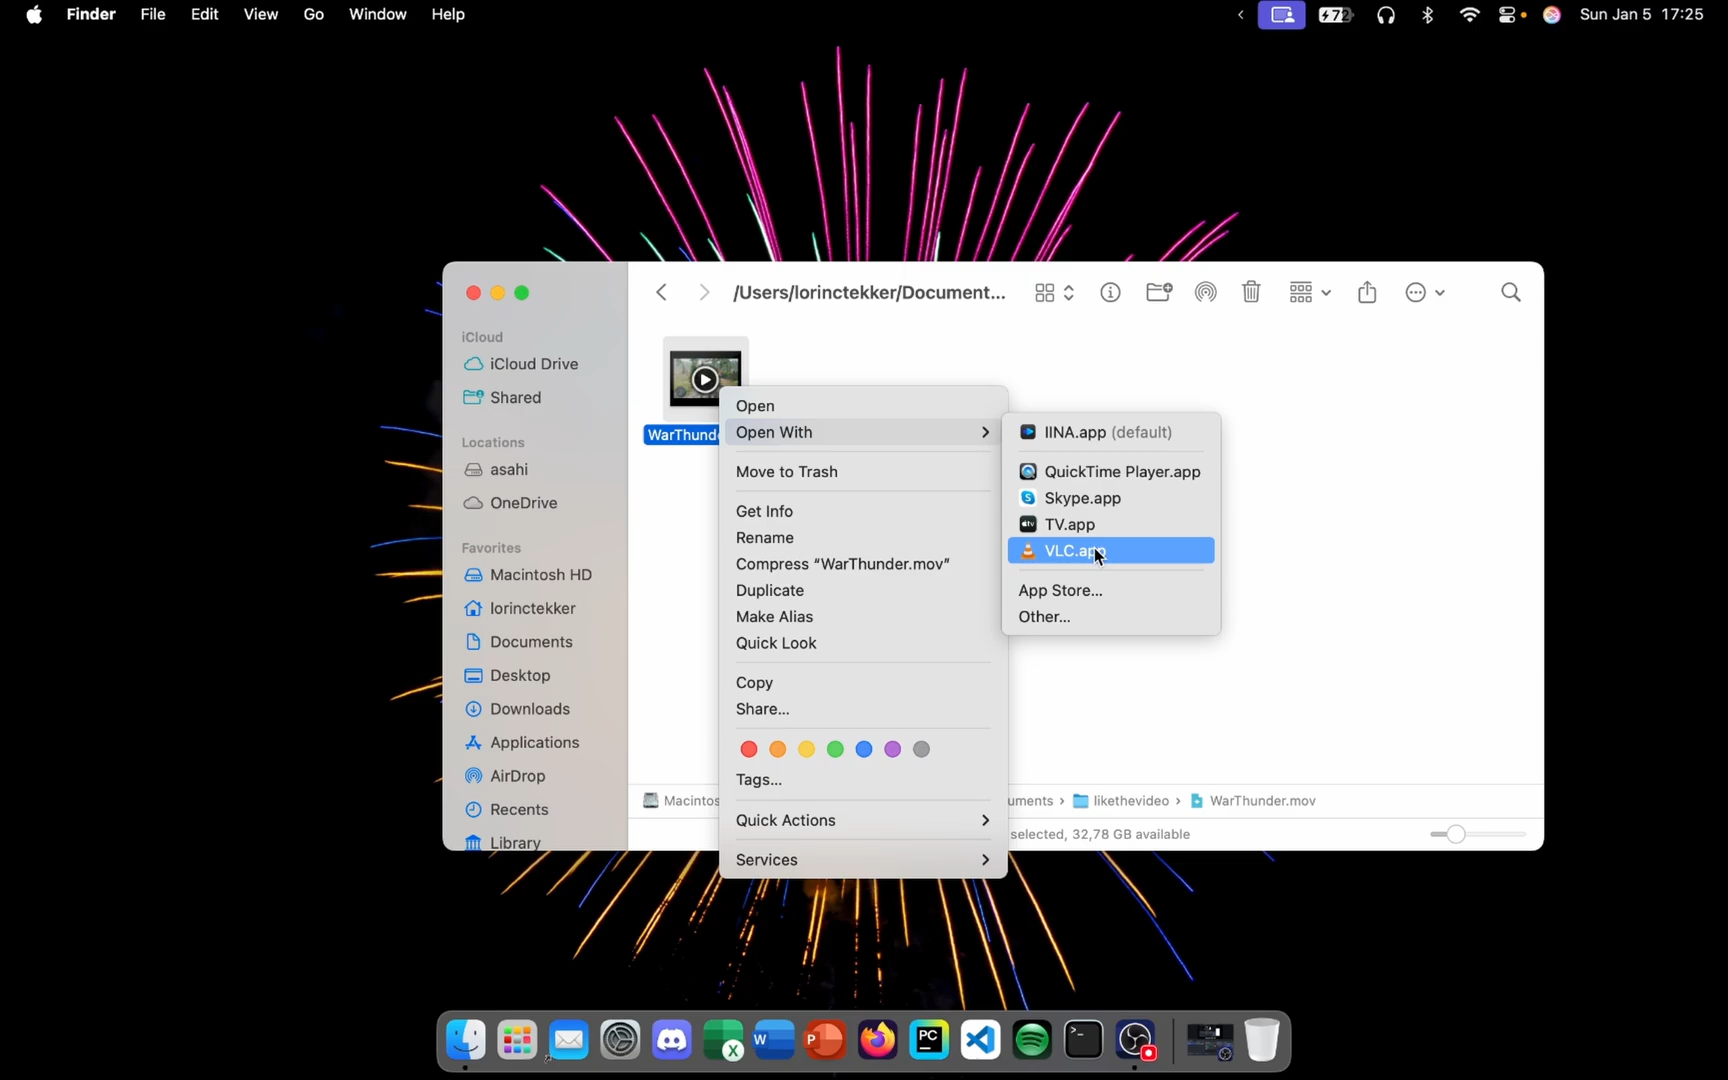 Finder File Edit View Go Window Help
72
Sun Jan 5 17:25
/Users/lorinctekker/Document...
iCloud
iCloud Drive
Shared
Locations
asahi
OneDrive
Favorites
Macintosh HD
lorinctekker
Documents
Desktop
Downloads
Applications
AirDrop
Recents
Library
Open
Open With
Move to Trash
Get Info
Rename
Compress “WarThunder.mov”
Duplicate
Make Alias
Quick Look
Copy
Share...
Tags...
Quick Actions
Services
IINA.app (default)
QuickTime Player.app
Skype.app
TV.app
VLC.app
App Store...
Other...
likethevideo › WarThunder.mov
selected, 32,78 GB available
tv
S
X
W
P
PC
>_